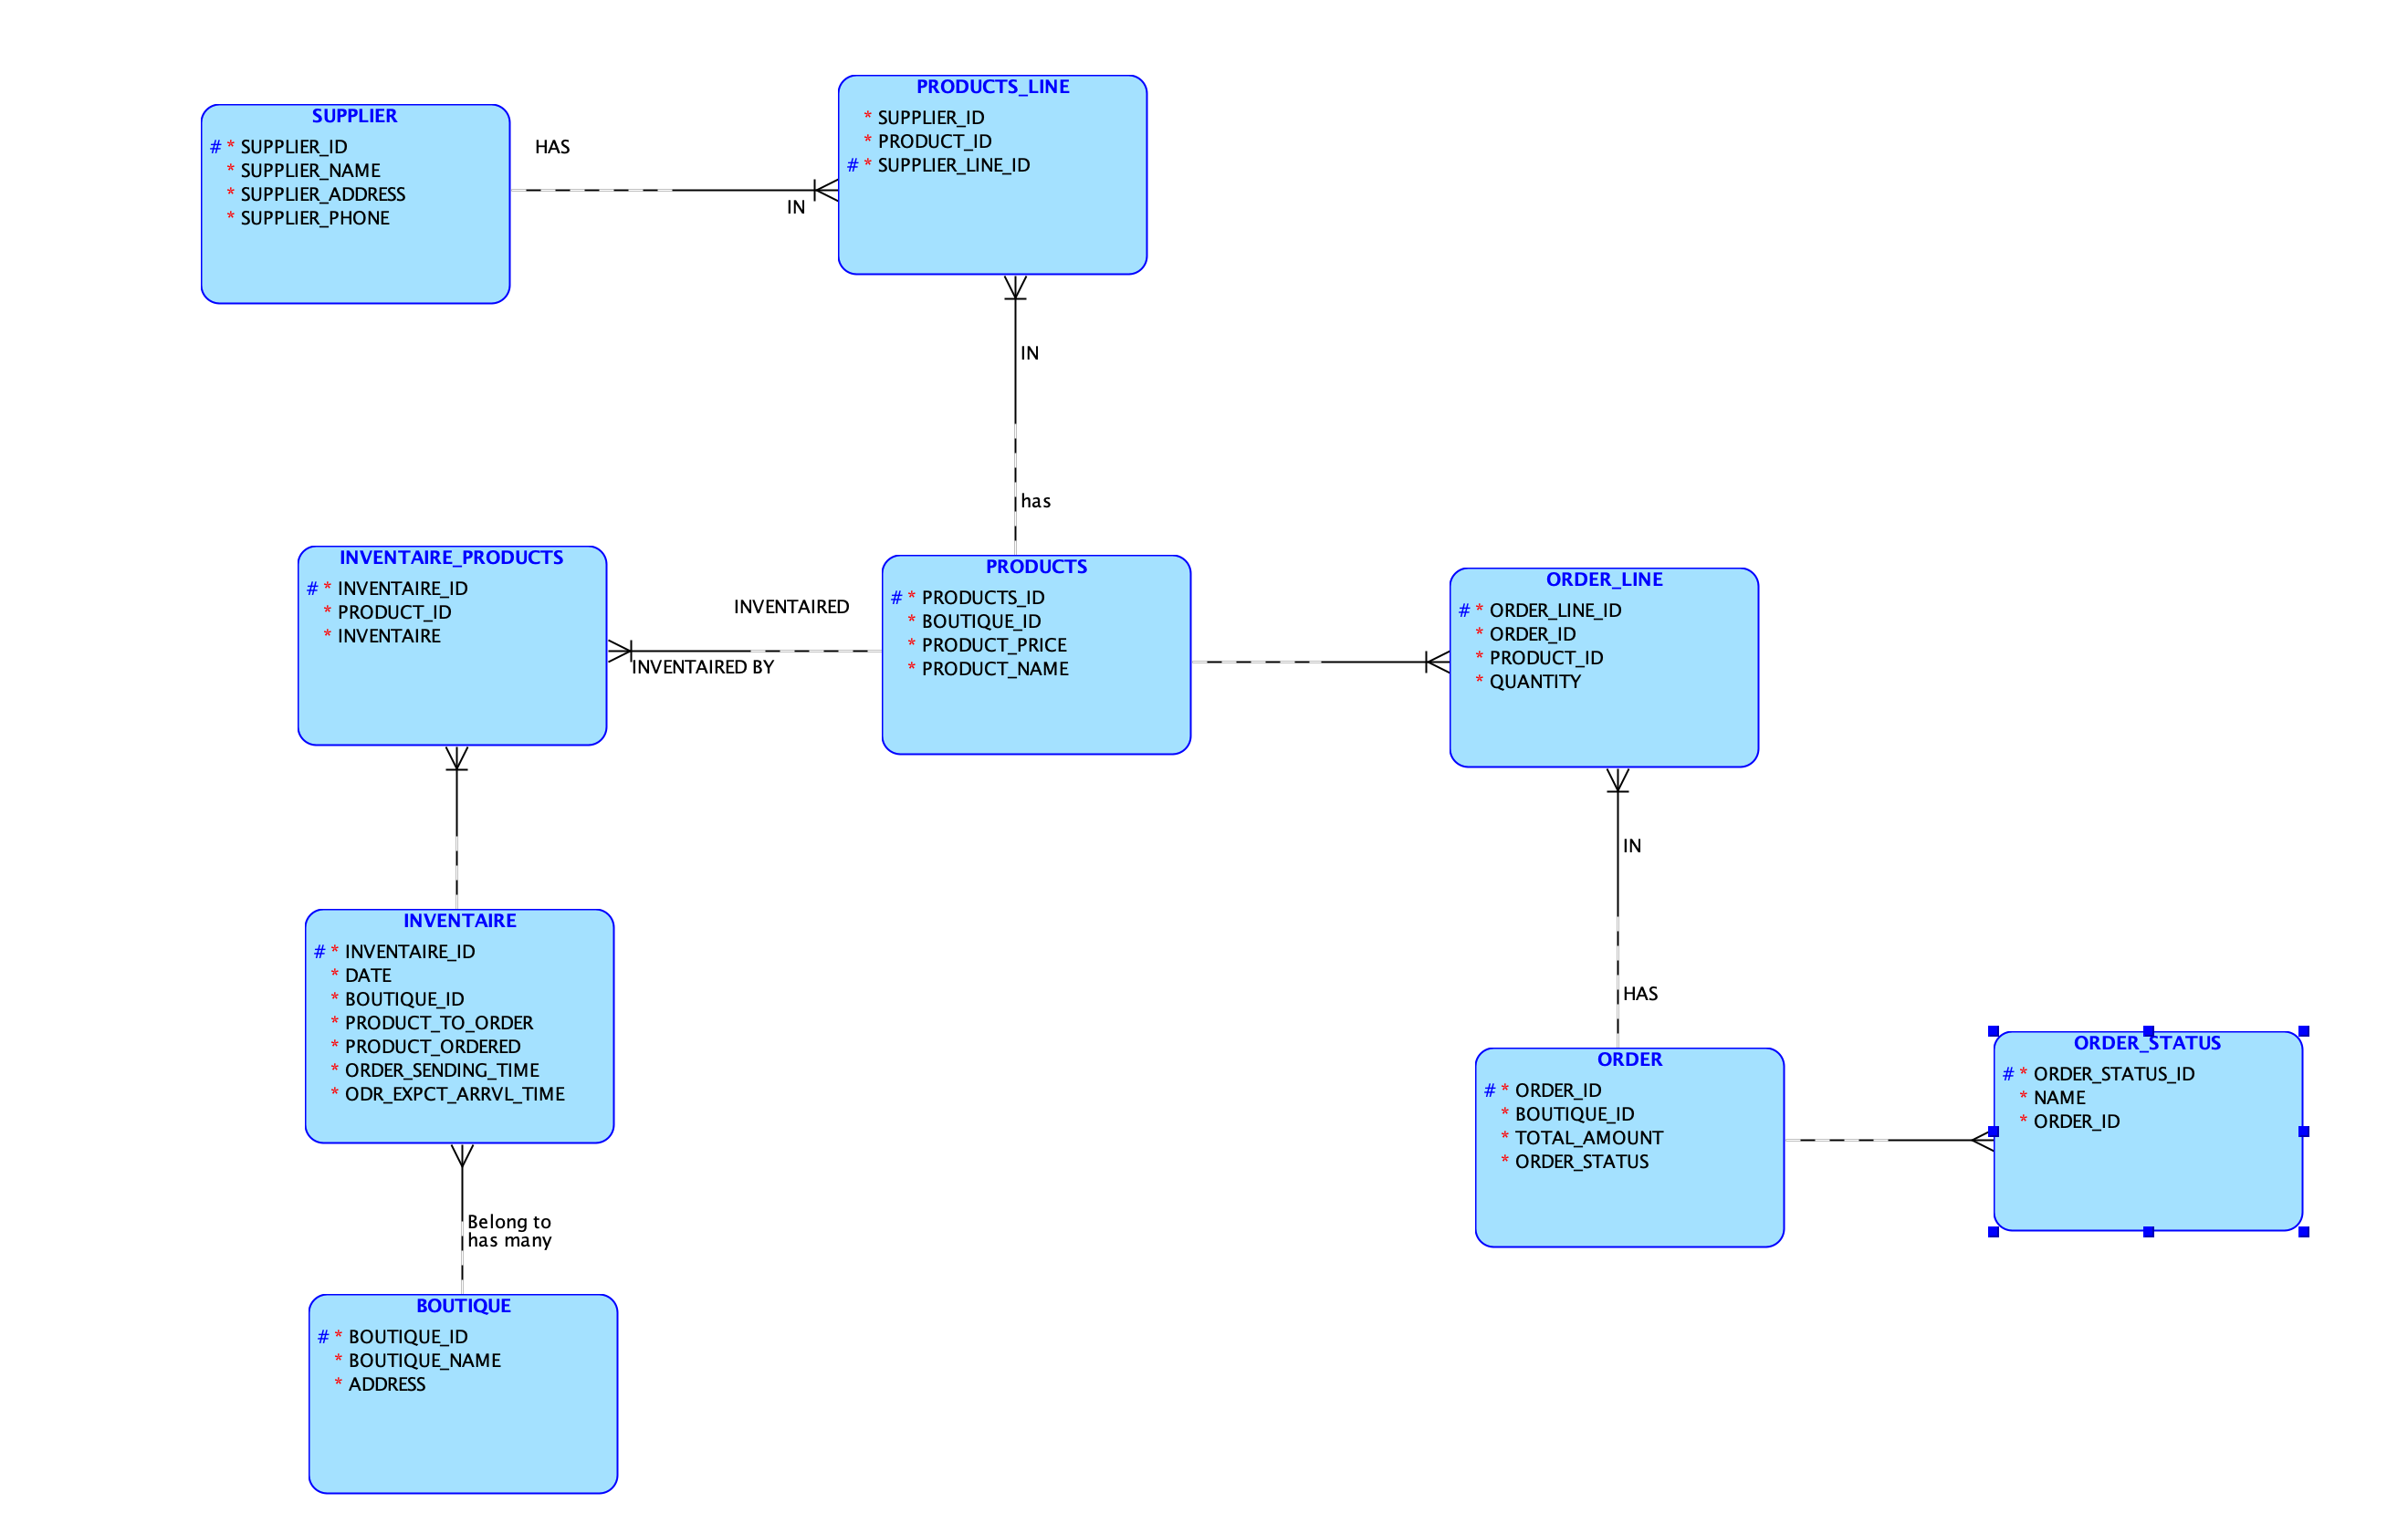 PRODUCTS_LINE
* SUPPLIER_ID
* PRODUCT_ID
# * SUPPLIER_LINE_ID
SUPPLIER
# * SUPPLIER_ID
* SUPPLIER_NAME
* SUPPLIER_ADDRESS
* SUPPLIER_PHONE
HAS
IN
IN
has
INVENTAIRE_PRODUCTS
# * INVENTAIRE_ID
* PRODUCT_ID
* INVENTAIRE
INVENTAIRED
INVENTAIRED BY
PRODUCTS
# * PRODUCTS_ID
* BOUTIQUE_ID
* PRODUCT_PRICE
* PRODUCT_NAME
ORDER_LINE
# * ORDER_LINE_ID
* ORDER_ID
* PRODUCT_ID
* QUANTITY
IN
HAS
INVENTAIRE
# * INVENTAIRE_ID
* DATE
* BOUTIQUE_ID
* PRODUCT_TO_ORDER
* PRODUCT_ORDERED
* ORDER_SENDING_TIME
* ODR_EXPCT_ARRVL_TIME
ORDER
# * ORDER_ID
* BOUTIQUE_ID
* TOTAL_AMOUNT
* ORDER_STATUS
ORDER_STATUS
# * ORDER_STATUS_ID
* NAME
* ORDER_ID
Belong to
has many
BOUTIQUE
# * BOUTIQUE_ID
* BOUTIQUE_NAME
* ADDRESS